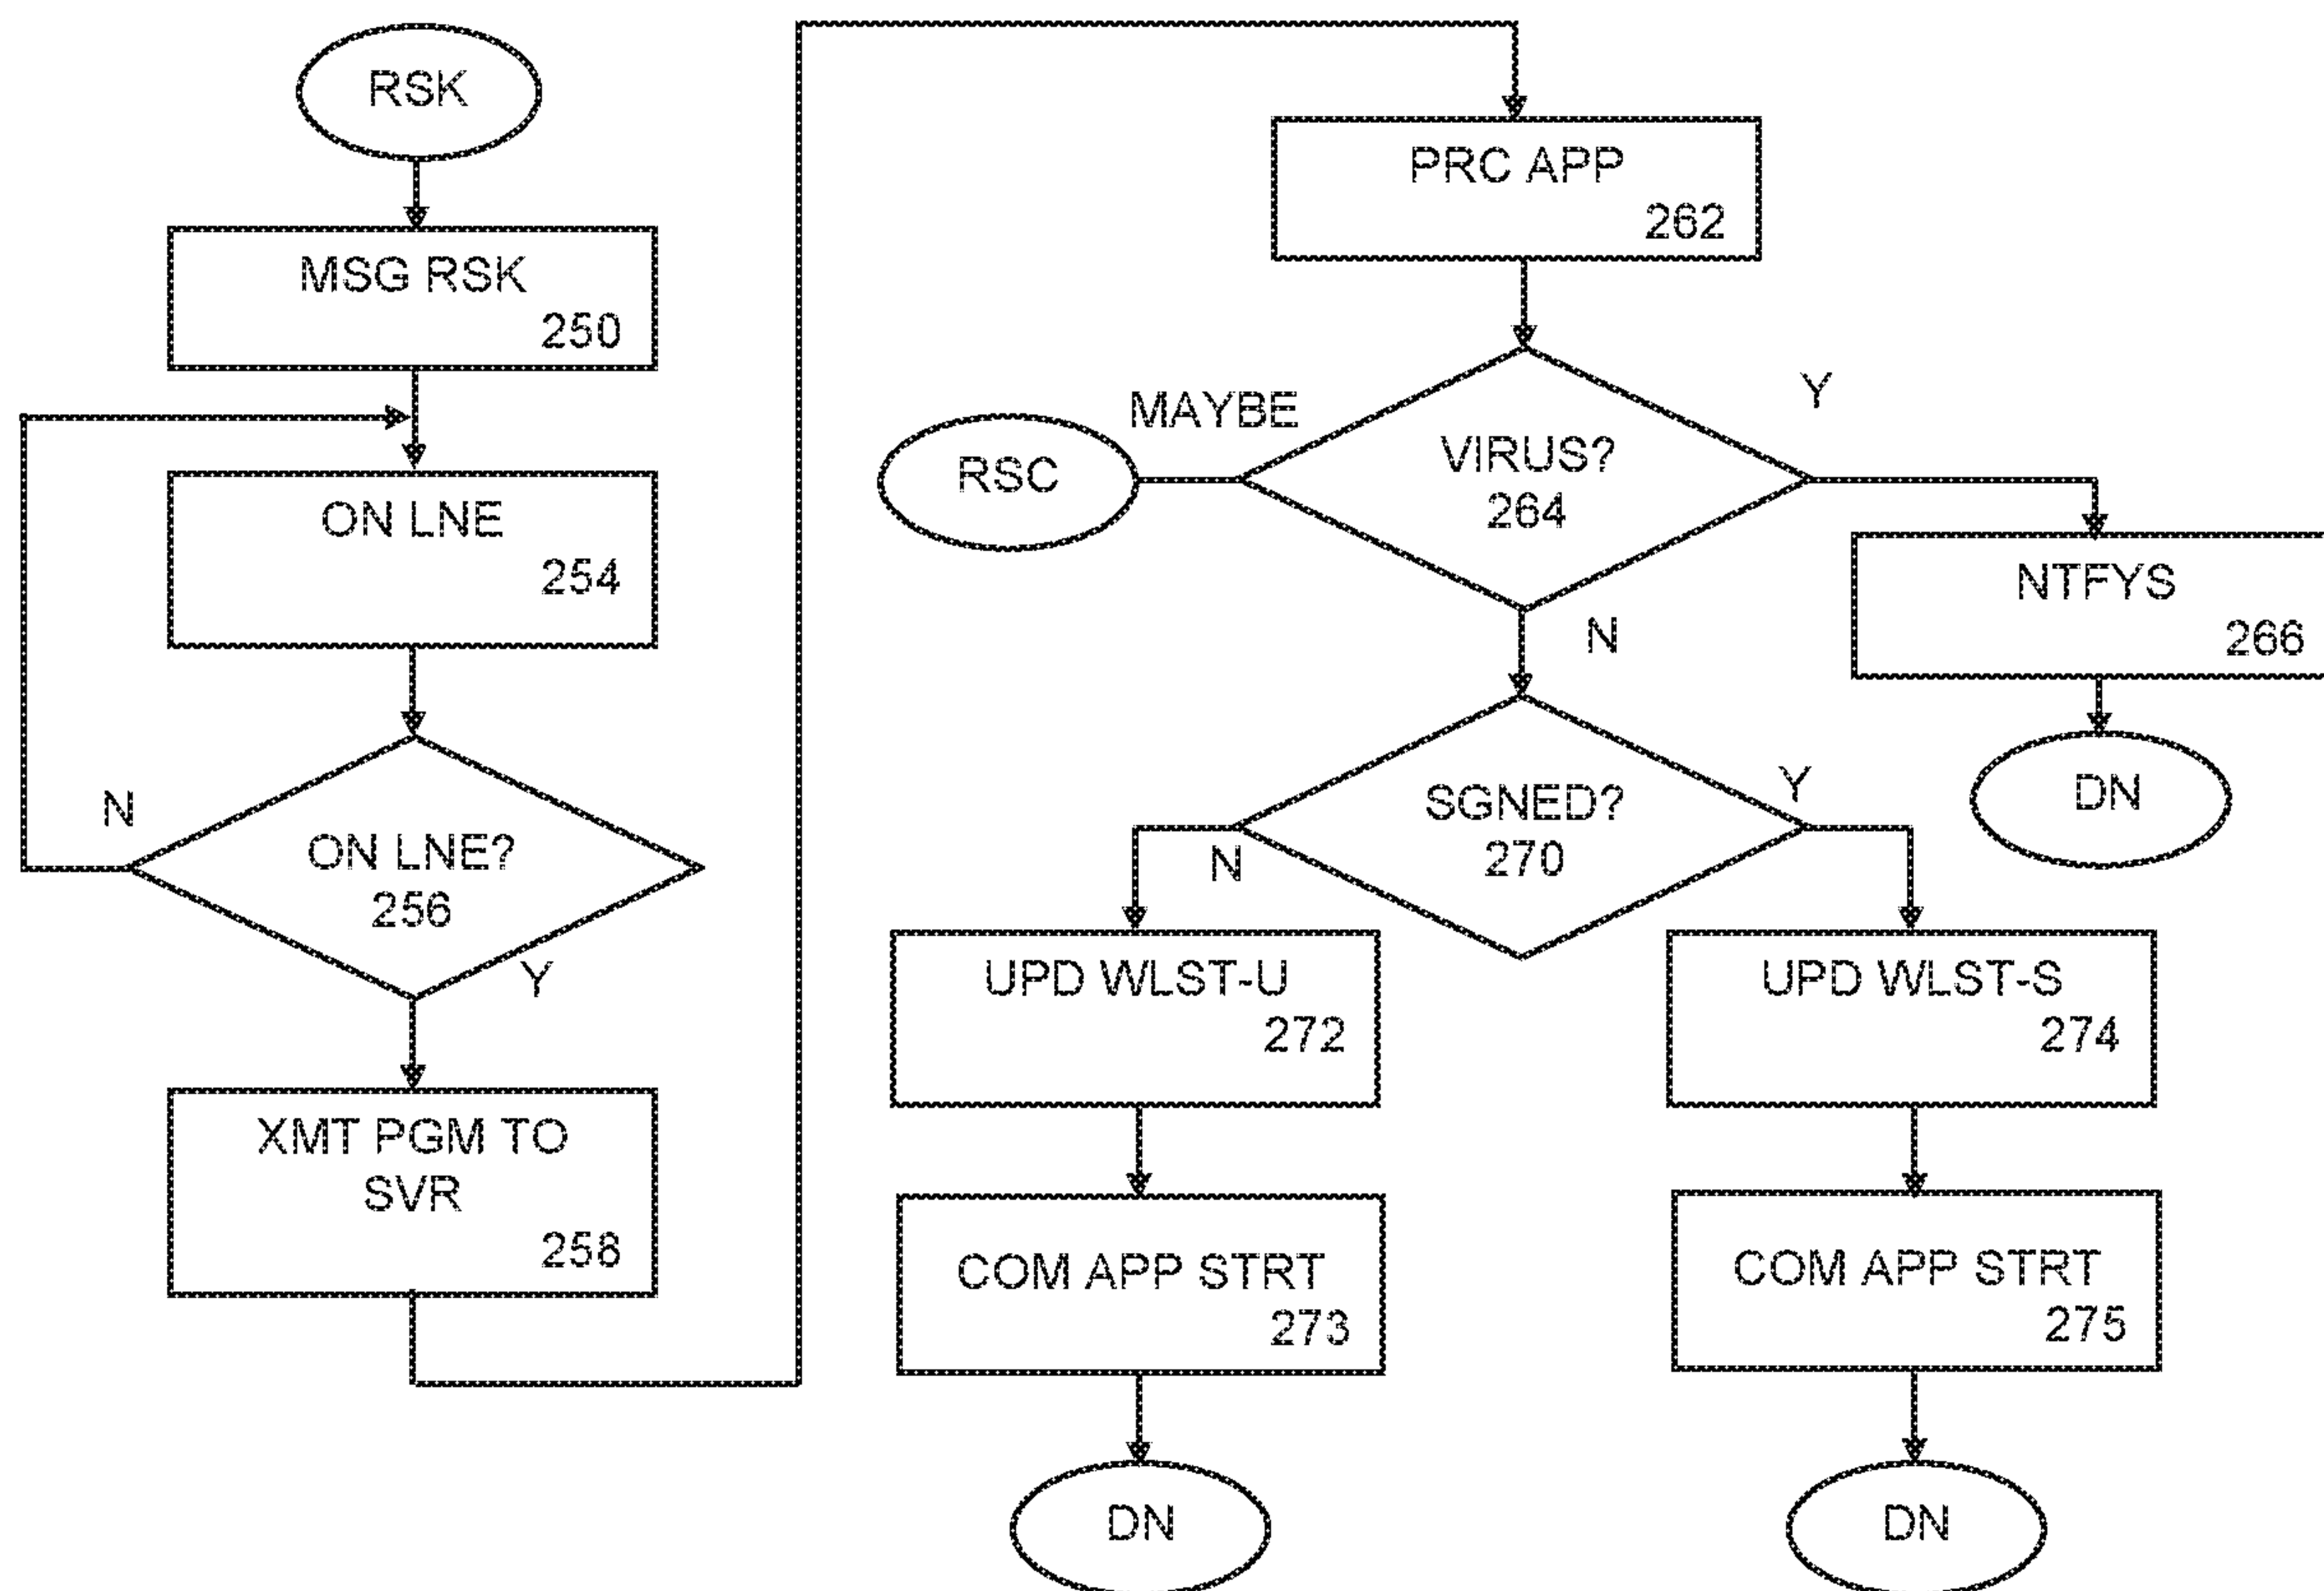 RSK
MSG RSK
250
ON LNE
254
N
ON LNE?
256
Y
XMT PGM TO
SVR
258
PRC APP
262
MAYBE
Y
RSC
VIRUS?
264
N
NTFYS
266
DN
SGNED?
270
N
Y
UPD WLST-U
272
UPD WLST-S
274
COM APP STRT
273
COM APP STRT
275
DN
DN